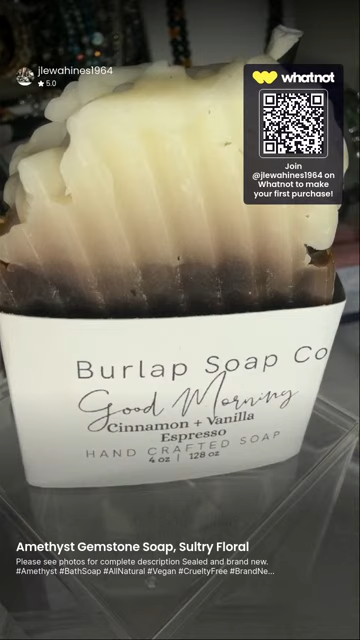 jlewahines1964
★ 5.0
whatnot
Join
@jlewahines1964 on
Whatnot to make
your first purchase!
Burlap Soap Co
Good Morning
Cinnamon + Vanilla
Espresso
HAND CRAFTED SOAP
4 oz | 128 oz
Amethyst Gemstone Soap, Sultry Floral
Please see photos for complete description Sealed and brand new.
#Amethyst #BathSoap #AllNatural #Vegan #CrueltyFree #BrandNe...